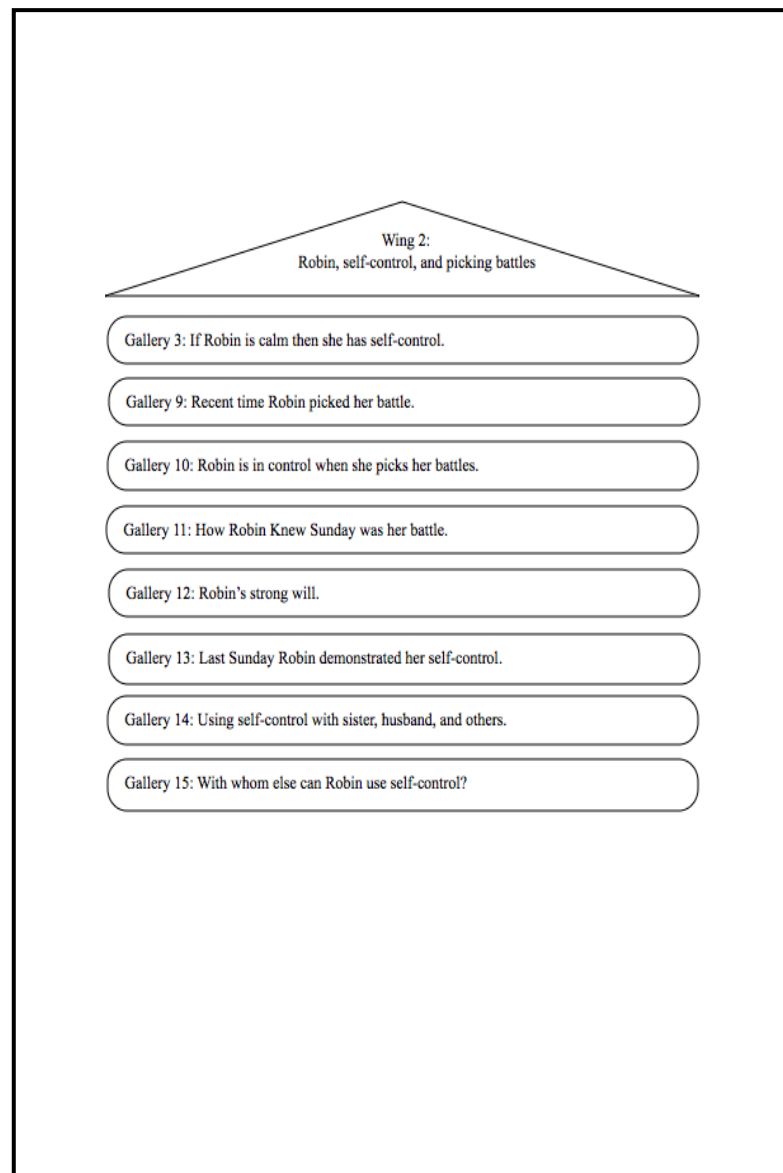 Wing 2:
Robin, self-control, and picking battles
Gallery 3: If Robin is calm then she has self-control.
Gallery 9: Recent time Robin picked her battle.
Gallery 10: Robin is in control when she picks her battles.
Gallery 11: How Robin Knew Sunday was her battle.
Gallery 12: Robin’s strong will.
Gallery 13: Last Sunday Robin demonstrated her self-control.
Gallery 14: Using self-control with sister, husband, and others.
Gallery 15: With whom else can Robin use self-control?